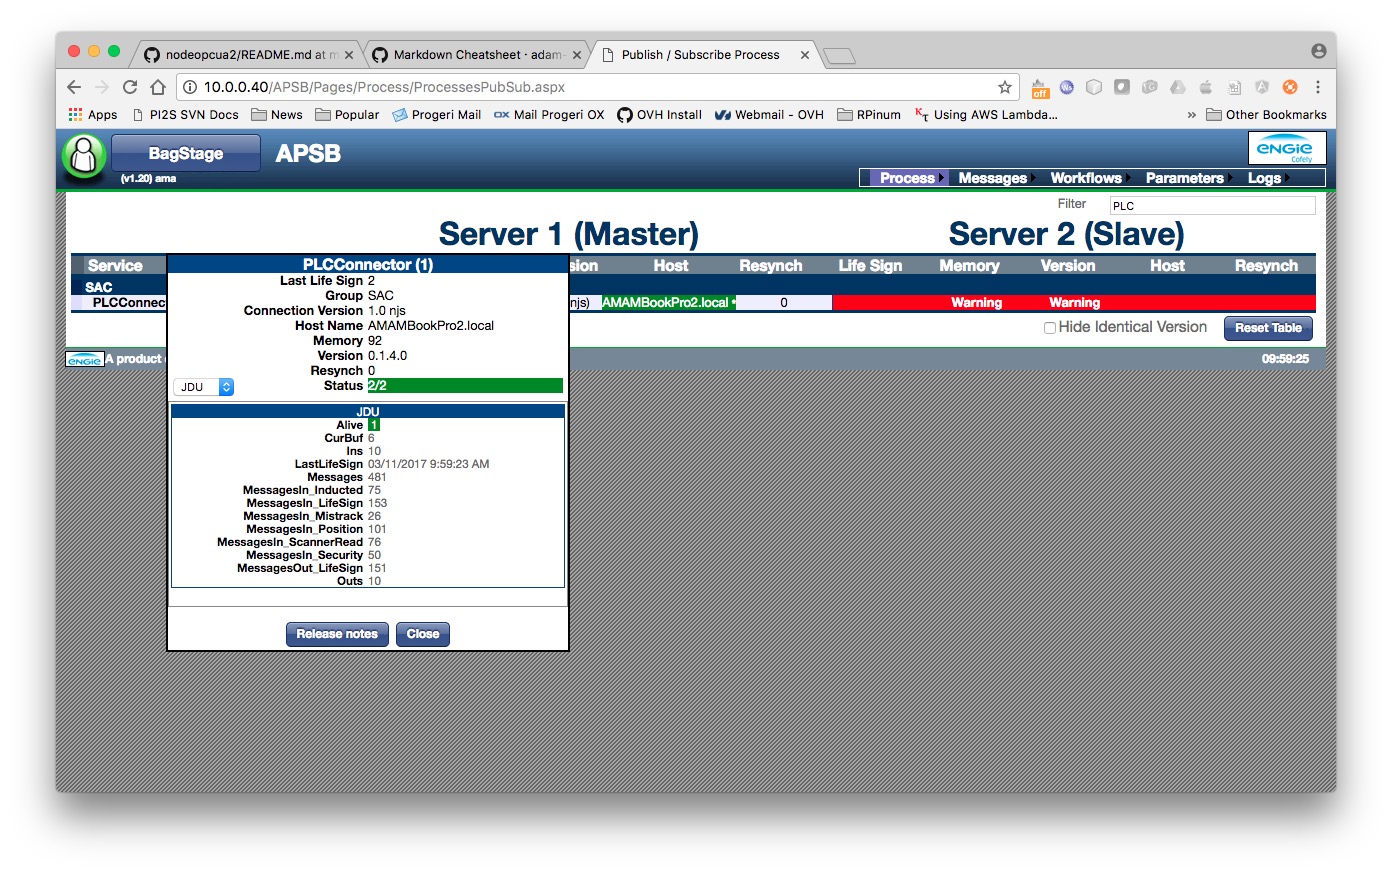 nodeopcua2/README.md at m
Markdown Cheatsheet · adam-
Publish / Subscribe Process
10.0.0.40/APSB/Pages/Process/ProcessesPubSub.aspx
off
Apps PI2S SVN Docs News Popular Progeri Mail Mail Progeri OX OVH Install Webmail - OVH RPinum Using AWS Lambda... » Other Bookmarks
BagStage APSB
(v1.20) ama
ENGIE
Cofely
Process Messages Workflows Parameters Logs
Filter PLC
Server 1 (Master) Server 2 (Slave)
Service sion Host Resynch Life Sign Memory Version Host Resynch
SAC
PLCConnec njs) AMAMBookPro2.local • 0 Warning Warning
Hide Identical Version Reset Table
ENGIE A product 09:59:25
PLCConnector (1)
Last Life Sign 2
Group SAC
Connection Version 1.0 njs
Host Name AMAMBookPro2.local
Memory 92
Version 0.1.4.0
Resynch 0
JDU Status 2/2
JDU
Alive 1
CurBuf 6
Ins 10
LastLifeSign 03/11/2017 9:59:23 AM
Messages 481
MessagesIn_Inducted 75
MessagesIn_LifeSign 153
MessagesIn_Mistrack 26
MessagesIn_Position 101
MessagesIn_ScannerRead 76
MessagesIn_Security 50
MessagesOut_LifeSign 151
Outs 10
Release notes Close